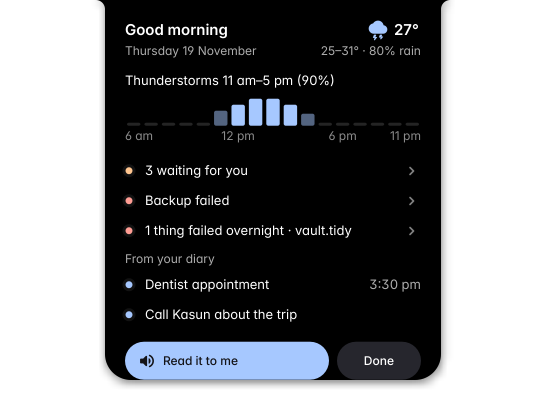 Good morning
27°
Thursday 19 November
25–31° · 80% rain
Thunderstorms 11 am–5 pm (90%)
6 am 12 pm 6 pm 11 pm
3 waiting for you
Backup failed
1 thing failed overnight · vault.tidy
From your diary
Dentist appointment 3:30 pm
Call Kasun about the trip
Read it to me
Done